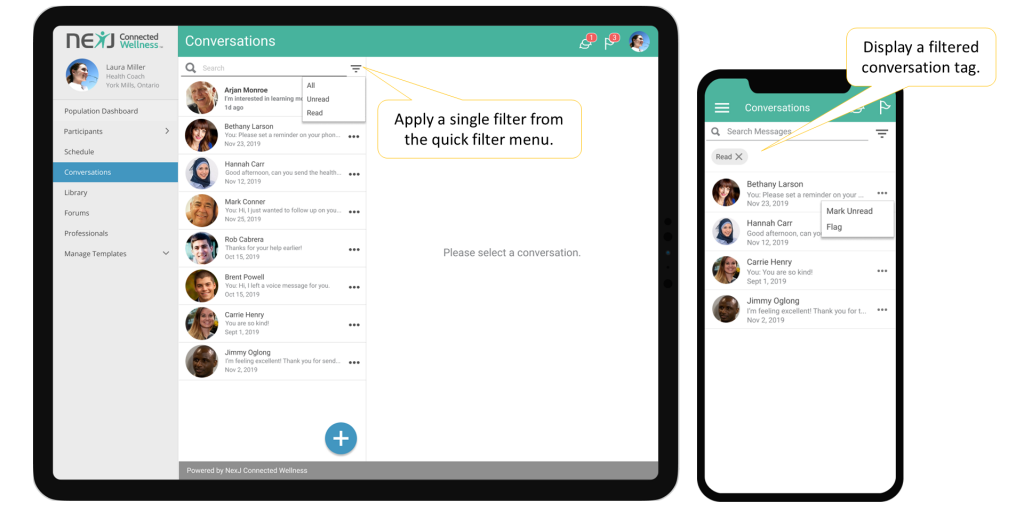 NEXJ Connected Wellness
Laura Miller
Health Coach
York Mills, Ontario
Population Dashboard
Participants
Schedule
Conversations
Library
Forums
Professionals
Manage Templates
Conversations
1
3
Search
All
Unread
Read
Arjan Monroe
I'm interested in learning
1d ago
Bethany Larson
You: Please set a reminder on your phon...
Nov 23, 2019
Hannah Carr
Good afternoon, can you send the health...
Nov 12, 2019
Mark Conner
You: Hi, I just wanted to follow up on you...
Nov 25, 2019
Rob Cabrera
Thanks for your help earlier!
Oct 15, 2019
Brent Powell
You: Hi, I left a voice message for you.
Oct 15, 2019
Carrie Henry
You are so kind!
Sept 1, 2019
Jimmy Oglong
I'm feeling excellent! Thank you for send...
Nov 2, 2019
Please select a conversation.
Powered by NexJ Connected Wellness
Apply a single filter from
the quick filter menu.
Display a filtered
conversation tag.
Conversations
Search Messages
Read
Bethany Larson
You: Please set a reminder on your ...
Nov 23, 2019
Mark Unread
Flag
Hannah Carr
Good afternoon, can yo
Nov 12, 2019
Carrie Henry
You: You are so kind!
Sept 1, 2019
Jimmy Oglong
I'm feeling excellent! Thank you for t...
Nov 2, 2019